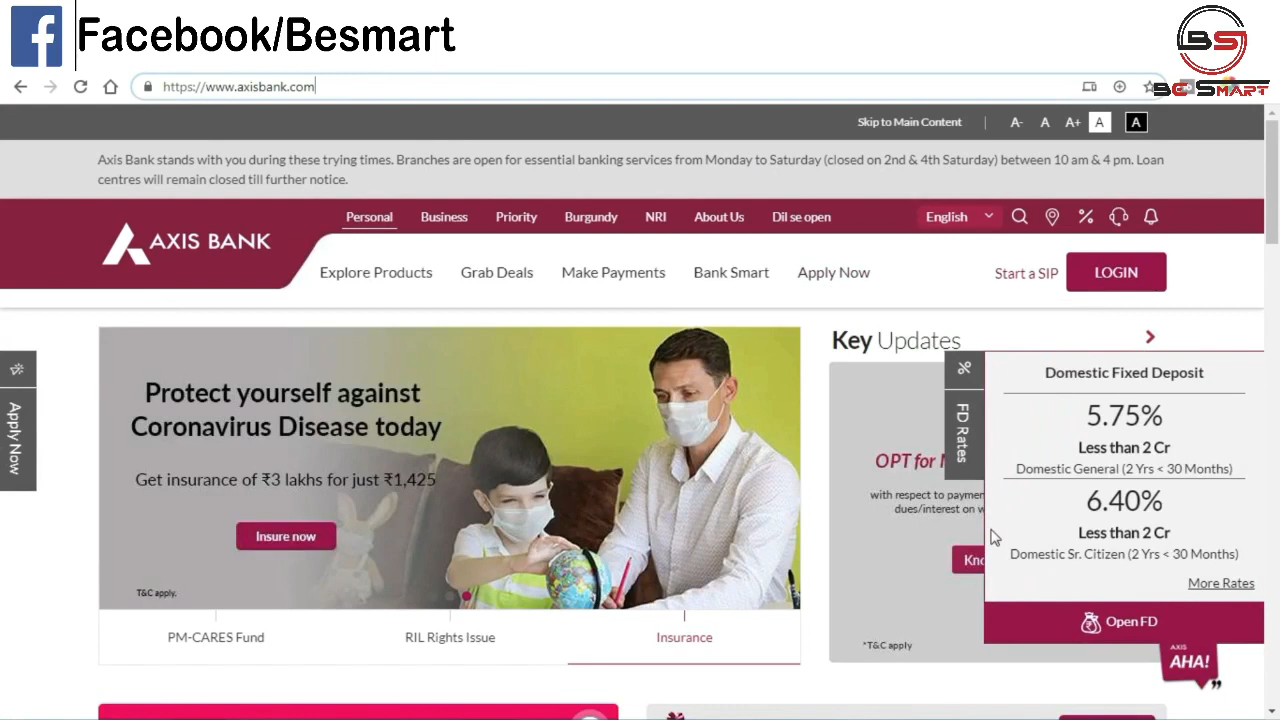 Facebook/Besmart
BS
Be Smart
https://www.axisbank.com
Skip to Main Content | A- A A+ A A
Axis Bank stands with you during these trying times. Branches are open for essential banking services from Monday to Saturday (closed on 2nd & 4th Saturday) between 10 am & 4 pm. Loan
centres will remain closed till further notice.
Personal Business Priority Burgundy NRI About Us Dil se open English
AXIS BANK
Explore Products Grab Deals Make Payments Bank Smart Apply Now Start a SIP LOGIN
Protect yourself against
Coronavirus Disease today
Get insurance of ₹3 lakhs for just ₹1,425
Insure now
T&C apply.
PM-CARES Fund RIL Rights Issue Insurance
Apply Now
Key Updates
OPT for
with respect to
dues/interest on
*T&C apply
% FD Rates
Domestic Fixed Deposit
5.75%
Less than 2 Cr
Domestic General (2 Yrs < 30 Months)
6.40%
Less than 2 Cr
Domestic Sr. Citizen (2 Yrs < 30 Months)
More Rates
Open FD
AXIS
AHA!